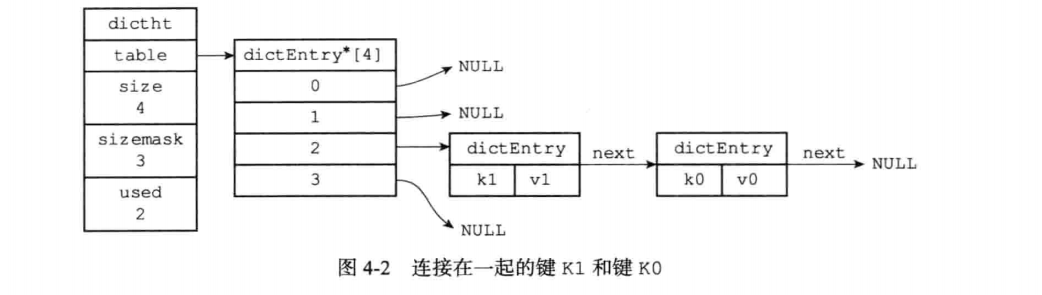 dictht
table
size
4
sizemask
3
used
2
dictEntry*[4]
0
1
2
3
NULL
NULL
dictEntry
k1 v1
next
dictEntry
k0 v0
next
NULL
NULL
图 4-2 连接在一起的键 K1 和键 K0